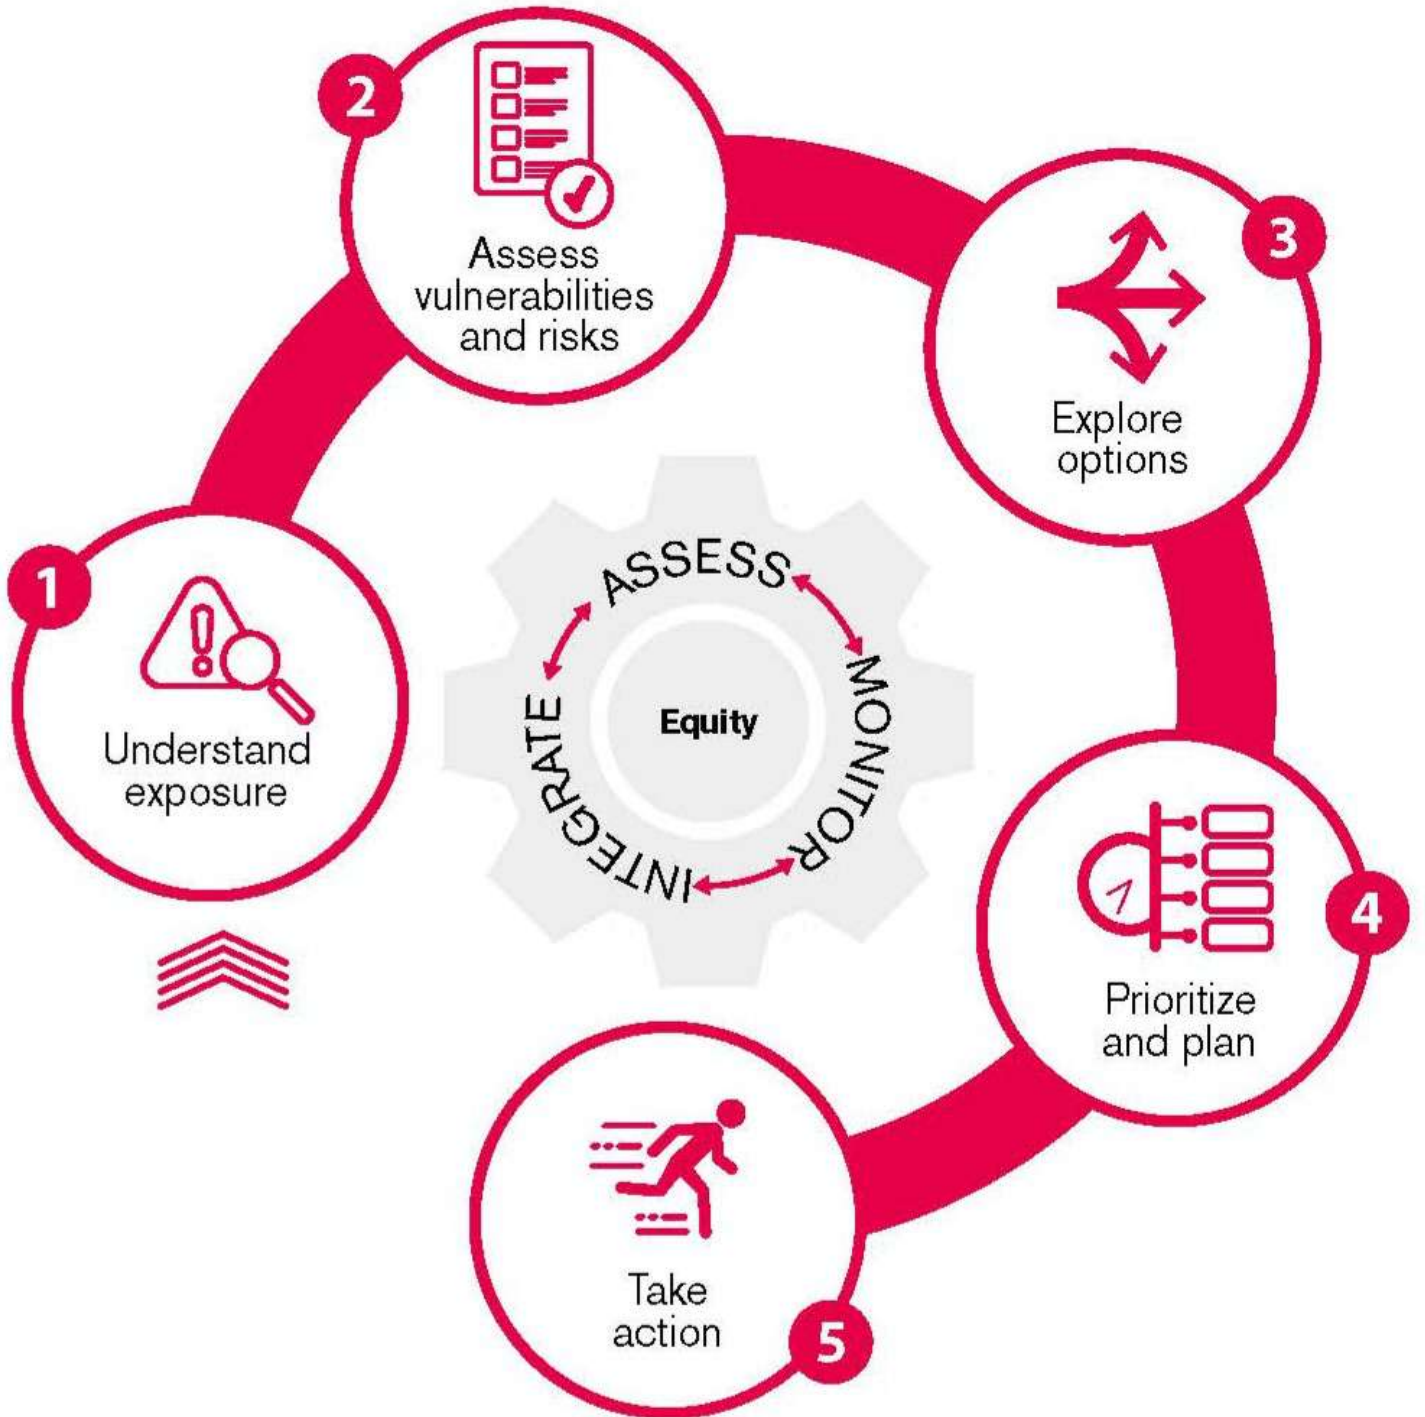 1
Understand
exposure
2
Assess
vulnerabilities
and risks
3
Explore
options
4
Prioritize
and plan
5
Take
action
ASSESS
MONITOR
INTEGRATE
Equity